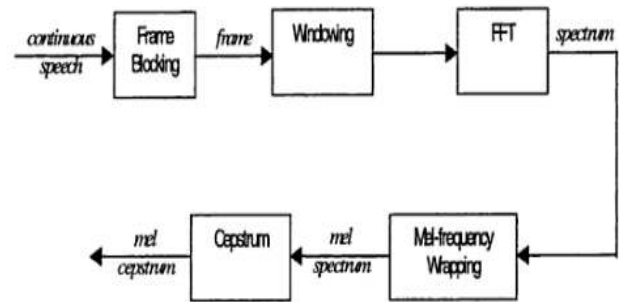 continuous
speech
Frame
Blocking
frame
Windowing
FFT
spectrum
Mel-frequency
Wrapping
mel
spectrum
Cepstrum
mel
cepstrum